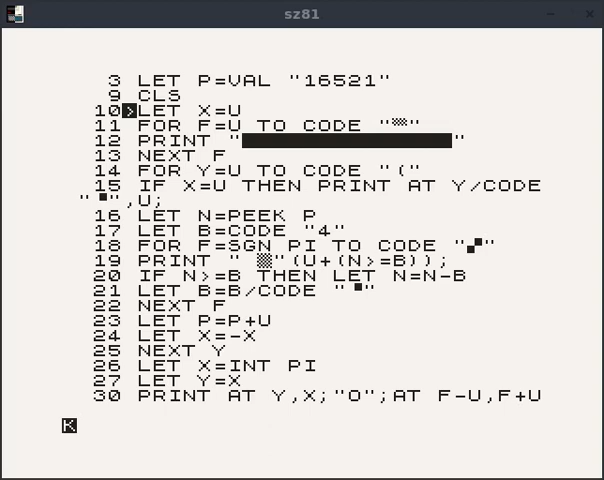 sz81
3 LET P=VAL "16521"
9 CLS
10>LET X=U
11 FOR F=U TO CODE "▒"
12 PRINT "██████████████"
13 NEXT F
14 FOR Y=U TO CODE "("
15 IF X=U THEN PRINT AT Y/CODE
"▝",U;
16 LET N=PEEK P
17 LET B=CODE "4"
18 FOR F=SGN PI TO CODE "▞"
19 PRINT " ▒"(U+(N>=B));
20 IF N>=B THEN LET N=N-B
21 LET B=B/CODE "▝"
22 NEXT F
23 LET P=P+U
24 LET X=-X
25 NEXT Y
26 LET X=INT PI
27 LET Y=X
30 PRINT AT Y,X;"O";AT F-U,F+U
K